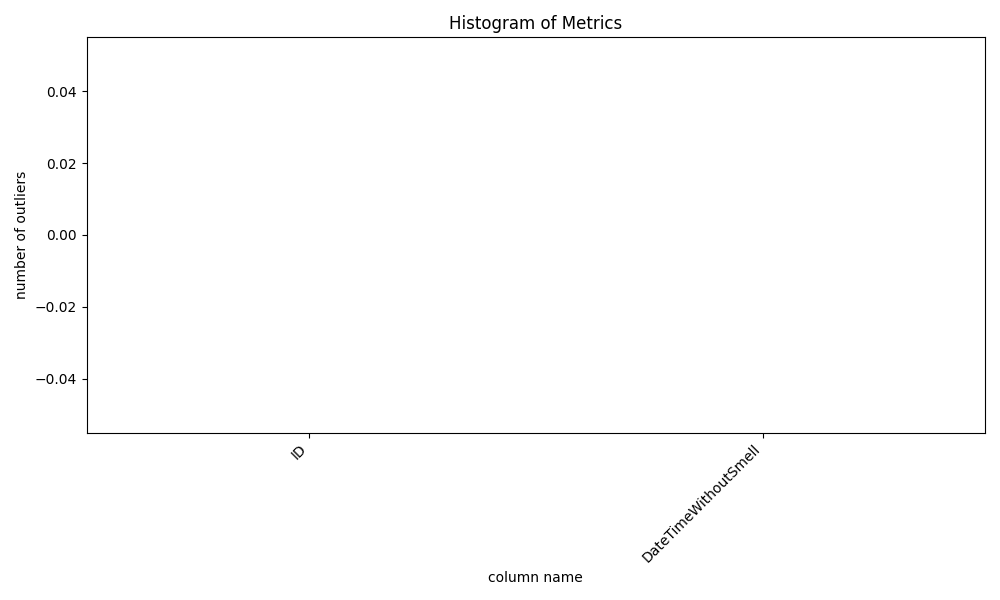 Histogram of Metrics
number of outliers
0.04
0.02
0.00
−0.02
−0.04
ID
DateTimeWithoutSmell
column name